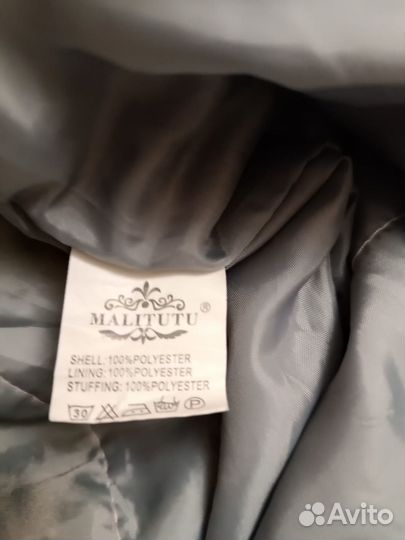 MALITUTU®
SHELL: 100%POLYESTER
LINING: 100%POLYESTER
STUFFING: 100%POLYESTER
30 P
Avito